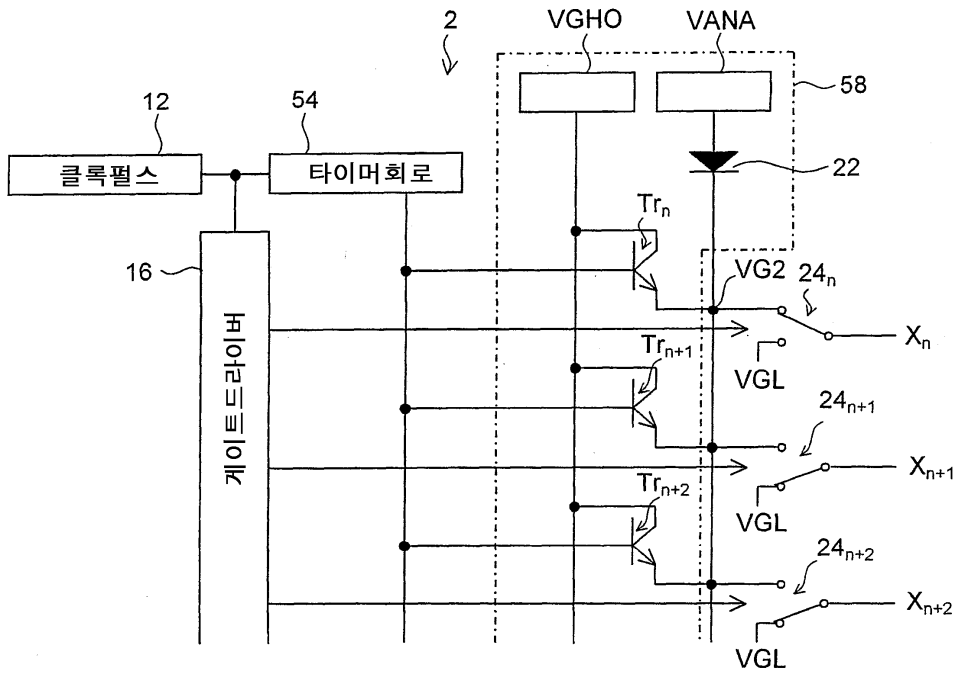 2
VGHO
VANA
58
12
54
클록펄스
타이머회로
22
Trn
16
VG2
24n
Xn
VGL
게이트드라이버
Trn+1
24n+1
Xn+1
VGL
Trn+2
24n+2
Xn+2
VGL